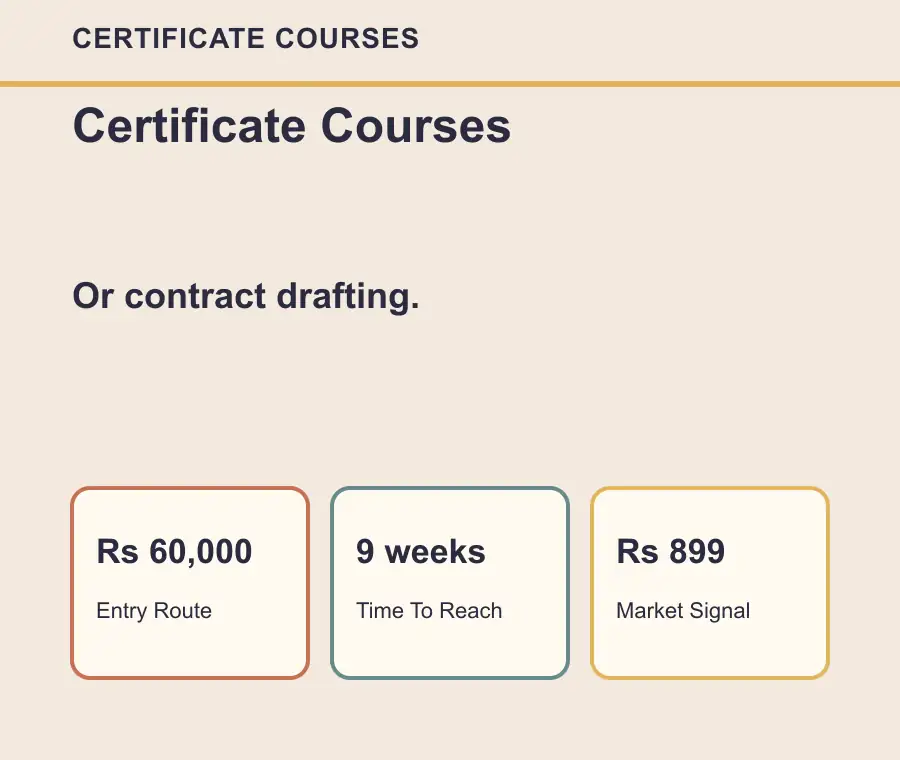 CERTIFICATE COURSES
Certificate Courses
Or contract drafting.
Rs 60,000
Entry Route
9 weeks
Time To Reach
Rs 899
Market Signal